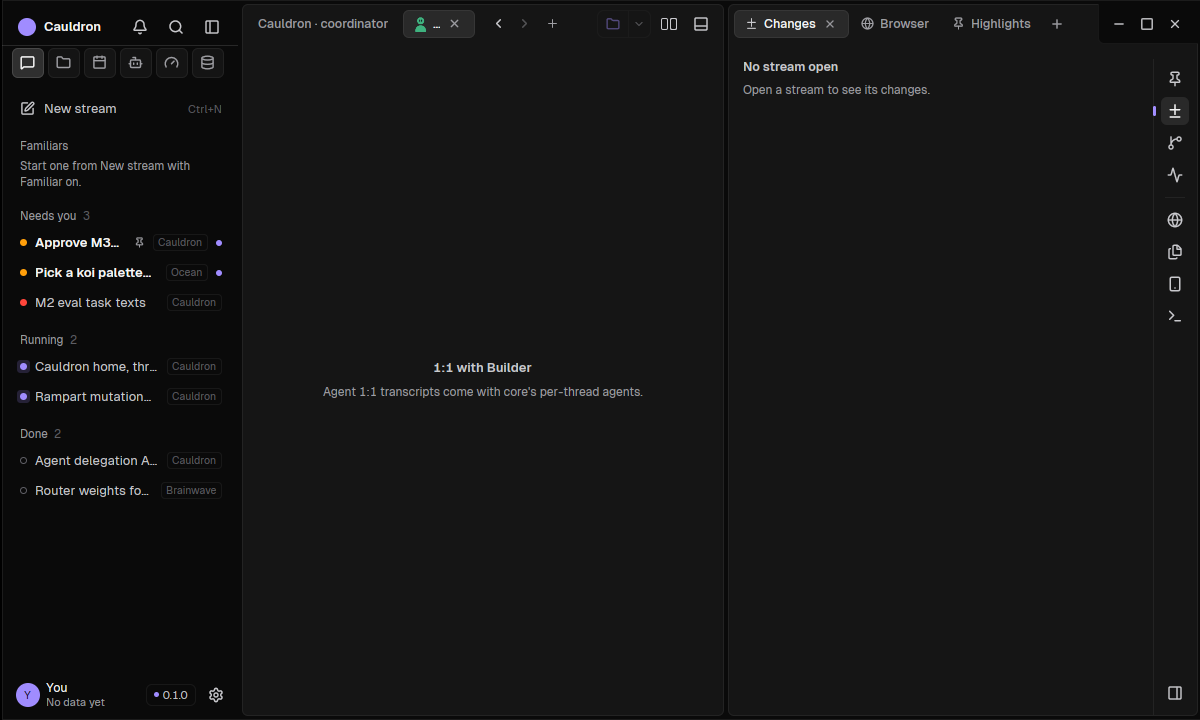 Cauldron
New stream
Ctrl+N
Familiars
Start one from New stream with
Familiar on.
Needs you 3
Approve M3… Cauldron
Pick a koi palette… Ocean
M2 eval task texts Cauldron
Running 2
Cauldron home, thr… Cauldron
Rampart mutation… Cauldron
Done 2
Agent delegation A… Cauldron
Router weights fo… Brainwave
Y
You
No data yet
0.1.0
Cauldron · coordinator
…
1:1 with Builder
Agent 1:1 transcripts come with core's per-thread agents.
Changes
Browser
Highlights
No stream open
Open a stream to see its changes.